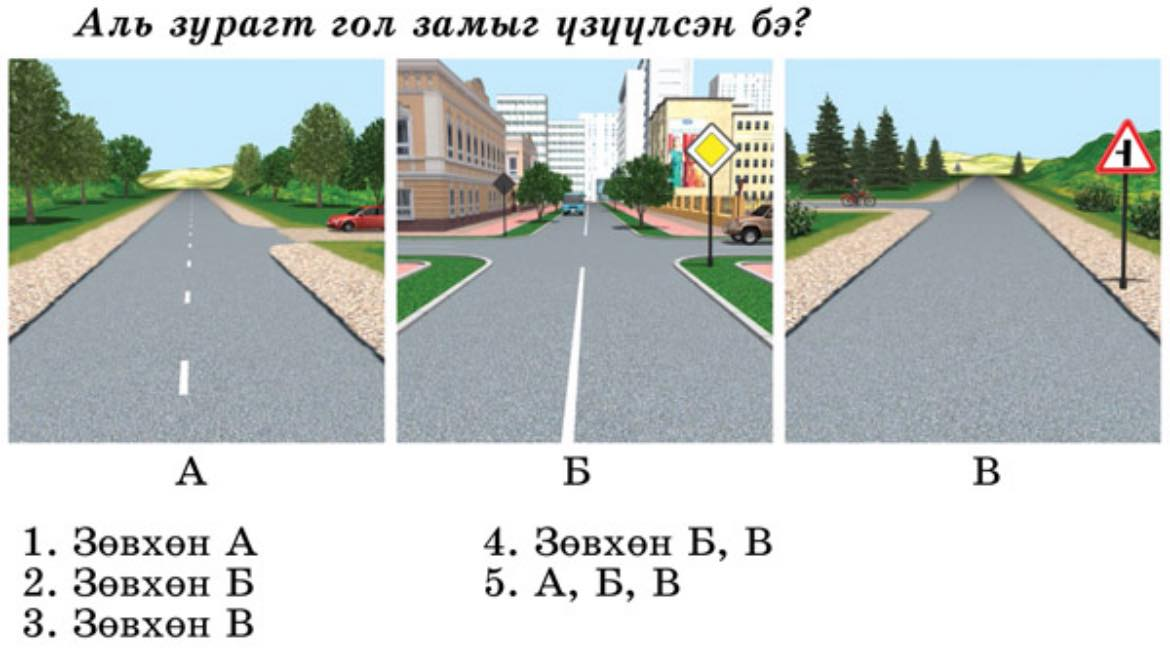 Аль зурагт гол замыг үзүүлсэн бэ?
А
Б
В
1. Зөвхөн А
2. Зөвхөн Б
3. Зөвхөн В
4. Зөвхөн Б, В
5. А, Б, В